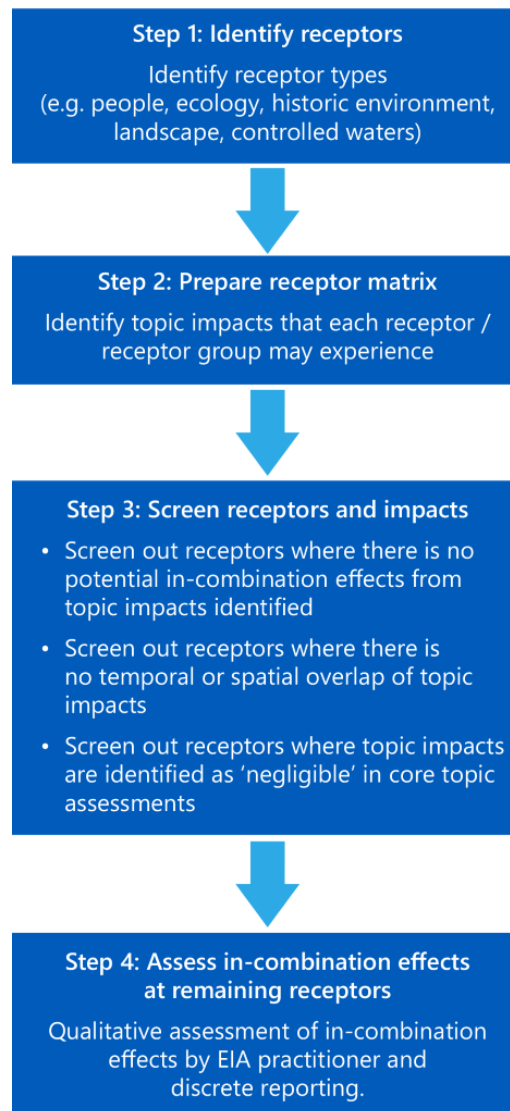 Step 1: Identify receptors
Identify receptor types
(e.g. people, ecology, historic environment,
landscape, controlled waters)
Step 2: Prepare receptor matrix
Identify topic impacts that each receptor /
receptor group may experience
Step 3: Screen receptors and impacts
• Screen out receptors where there is no
potential in-combination effects from
topic impacts identified
• Screen out receptors where there is
no temporal or spatial overlap of topic
impacts
• Screen out receptors where topic impacts
are identified as ‘negligible’ in core topic
assessments
Step 4: Assess in-combination effects
at remaining receptors
Qualitative assessment of in-combination
effects by EIA practitioner and
discrete reporting.